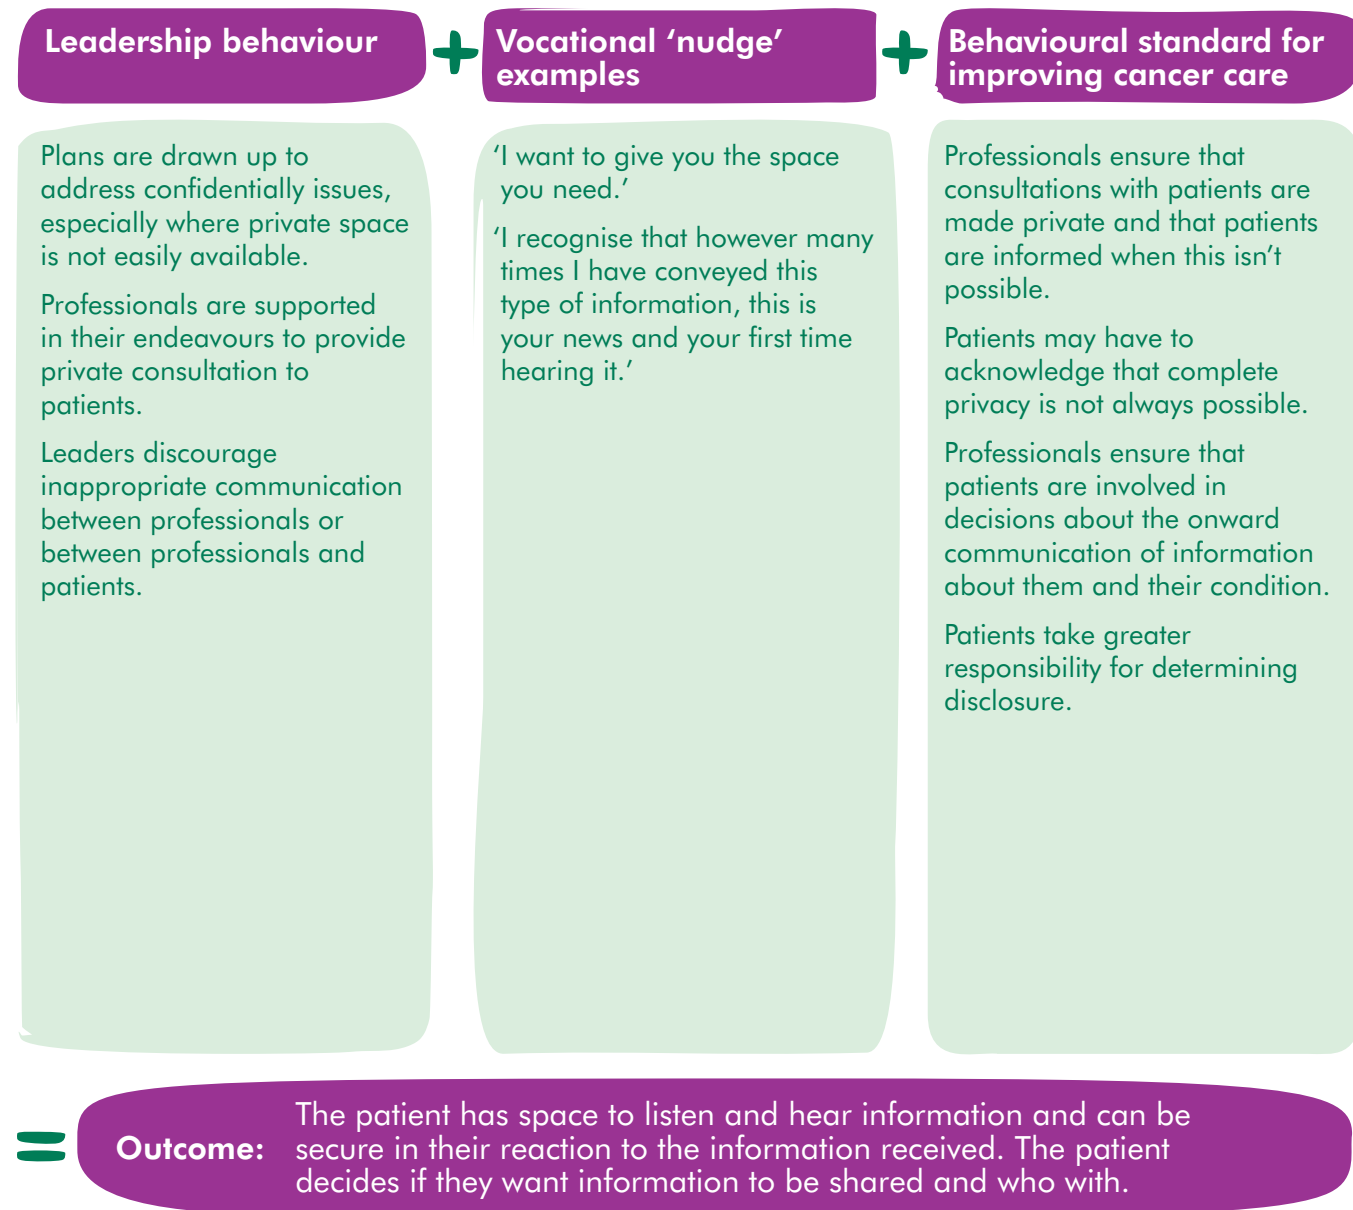 Leadership behaviour
+
Vocational ‘nudge’
examples
+
Behavioural standard for
improving cancer care
Plans are drawn up to
address confidentially issues,
especially where private space
is not easily available.
Professionals are supported
in their endeavours to provide
private consultation to
patients.
Leaders discourage
inappropriate communication
between professionals or
between professionals and
patients.
‘I want to give you the space
you need.’
‘I recognise that however many
times I have conveyed this
type of information, this is
your news and your first time
hearing it.’
Professionals ensure that
consultations with patients are
made private and that patients
are informed when this isn’t
possible.
Patients may have to
acknowledge that complete
privacy is not always possible.
Professionals ensure that
patients are involved in
decisions about the onward
communication of information
about them and their condition.
Patients take greater
responsibility for determining
disclosure.
=
Outcome:
The patient has space to listen and hear information and can be
secure in their reaction to the information received. The patient
decides if they want information to be shared and who with.